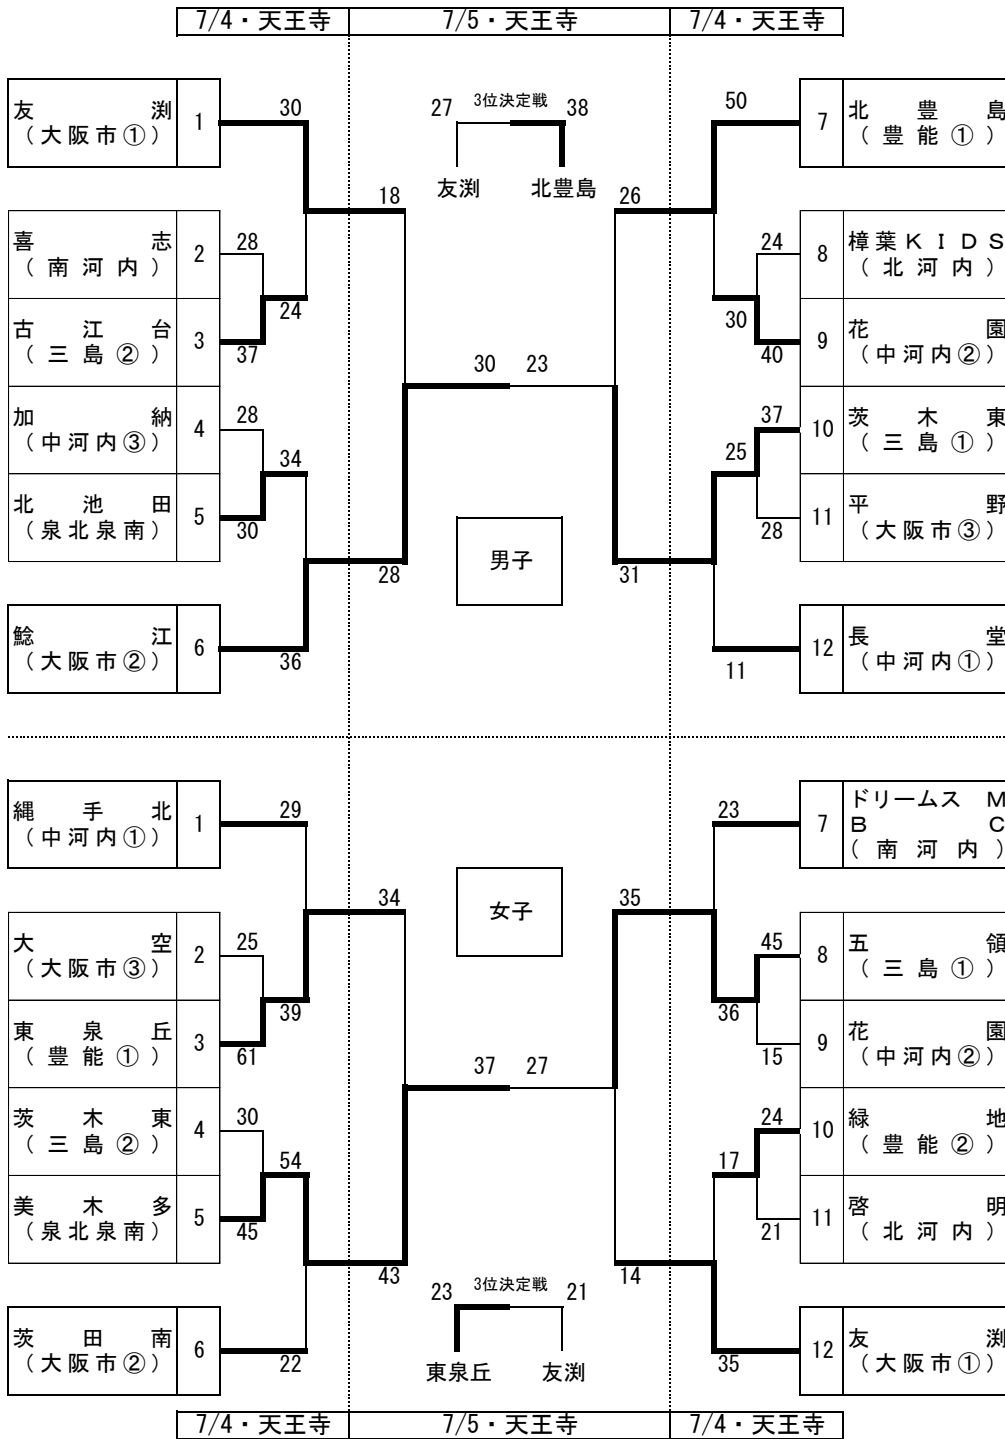 7/4・天王寺 7/5・天王寺 7/4・天王寺
友渕 (大阪市①) 1 30
27 3位決定戦 38
友渕 北豊島
50 7 北豊島 (豊能①)
18 26
喜志 (南河内) 2 28
24 8 樟葉KIDS (北河内)
24 30
古江台 (三島②) 3 37
40 9 花園 (中河内②)
30 23
加納 (中河内③) 4 28
37 10 茨木東 (三島①)
34 25
北池田 (泉北泉南) 5 30
28 11 平野 (大阪市③)
男子
28 31
鯰江 (大阪市②) 6 36
11 12 長堂 (中河内①)
縄手北 (中河内①) 1 29
23 7 ドリームス MBC (南河内)
34 女子 35
大空 (大阪市③) 2 25
45 8 五領 (三島①)
39 36
東泉丘 (豊能①) 3 61
15 9 花園 (中河内②)
37 27
茨木東 (三島②) 4 30
24 10 緑地 (豊能②)
54 17
美木多 (泉北泉南) 5 45
21 11 啓明 (北河内)
43 14
23 3位決定戦 21
東泉丘 友渕
茨田南 (大阪市②) 6 22
35 12 友渕 (大阪市①)
7/4・天王寺 7/5・天王寺 7/4・天王寺